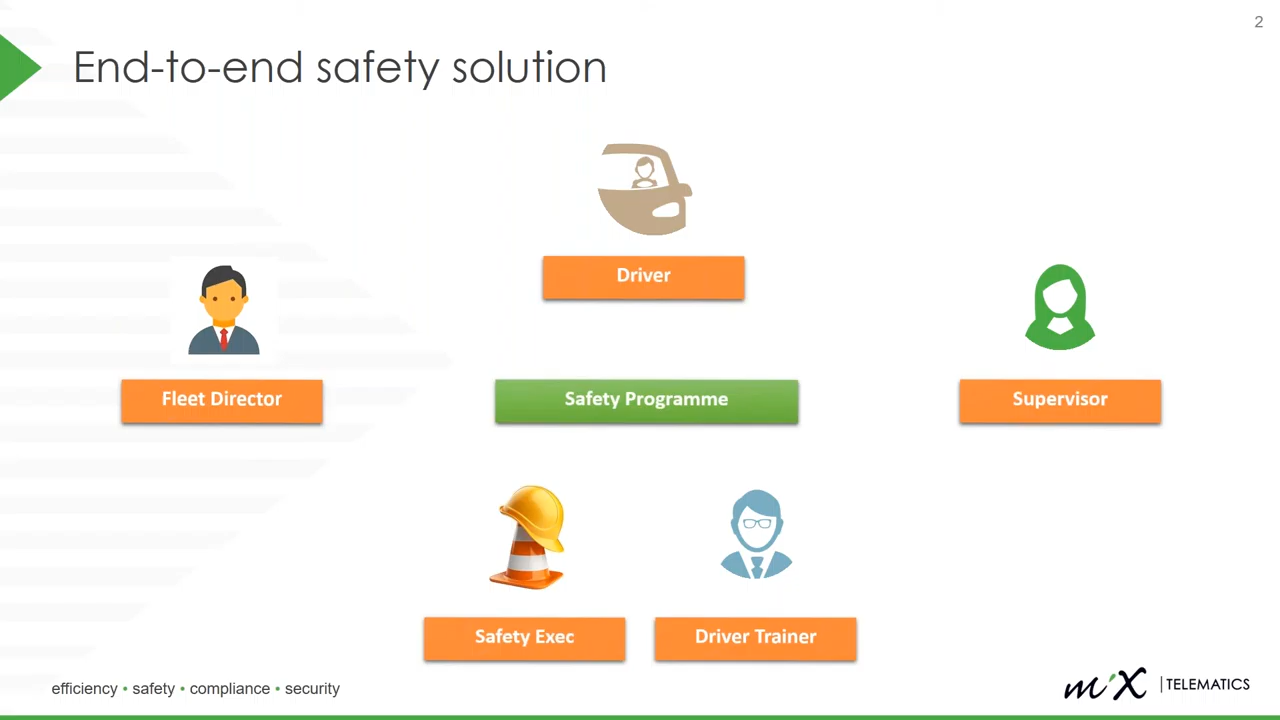 2
End-to-end safety solution
Driver
Fleet Director
Safety Programme
Supervisor
Safety Exec
Driver Trainer
efficiency • safety • compliance • security
m'X | TELEMATICS